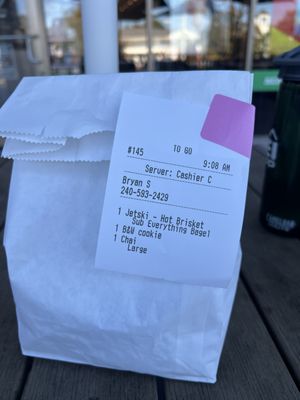 #145
TO GO
9:08 AM
Server: Cashier C
Bryan S
240-593-2429
1 Jetski - Hot Brisket
Sub Everything Bagel
1 B&W cookie
1 Chai
Large